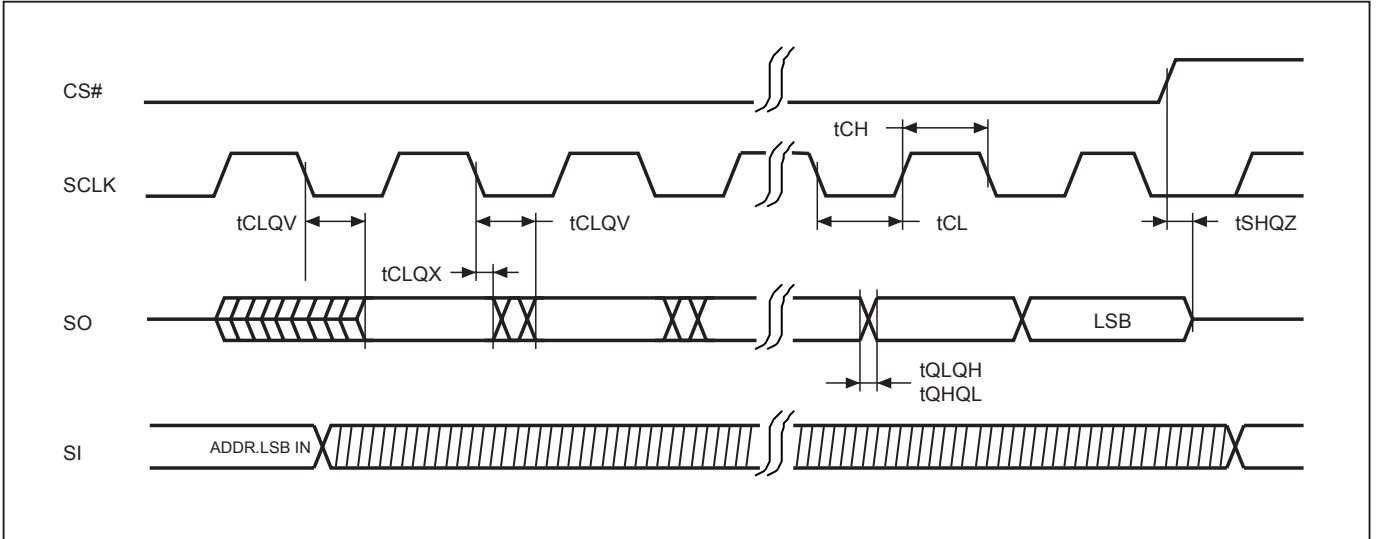 CS#
tCH
SCLK
tCLQV
tCLQV
tCL
tSHQZ
tCLQX
SO
LSB
tQLQH
tQHQL
SI
ADDR.LSB IN